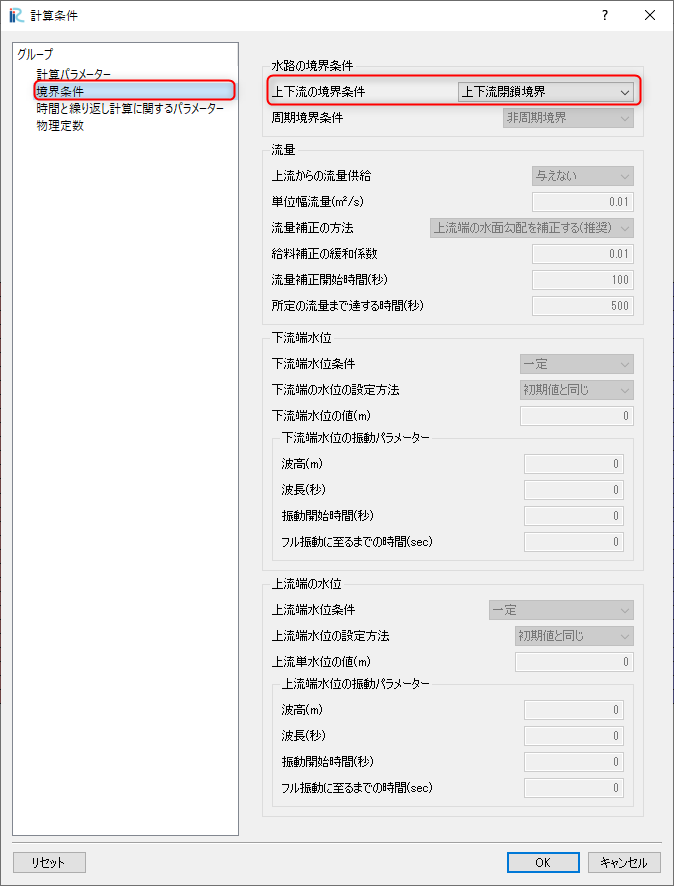 計算条件
グループ
計算パラメーター
境界条件
時間と繰り返し計算に関するパラメーター
物理定数
水路の境界条件
上下流の境界条件 上下流閉鎖境界
周期境界条件 非周期境界
流量
上流からの流量供給 与えない
単位幅流量(m²/s) 0.01
流量補正の方法 上流端の水面勾配を補正する(推奨)
給料補正の緩和係数 0.01
流量補正開始時間(秒) 100
所定の流量まで達する時間(秒) 500
下流端水位
下流端水位条件 一定
下流端の水位の設定方法 初期値と同じ
下流端水位の値(m) 0
下流端水位の振動パラメーター
波高(m) 0
波長(秒) 0
振動開始時間(秒) 0
フル振動に至るまでの時間(sec) 0
上流端の水位
上流端水位条件 一定
上流端水位の設定方法 初期値と同じ
上流単水位の値(m) 0
上流端水位の振動パラメーター
波高(m) 0
波長(秒) 0
振動開始時間(秒) 0
フル振動に至るまでの時間(sec) 0
リセット OK キャンセル